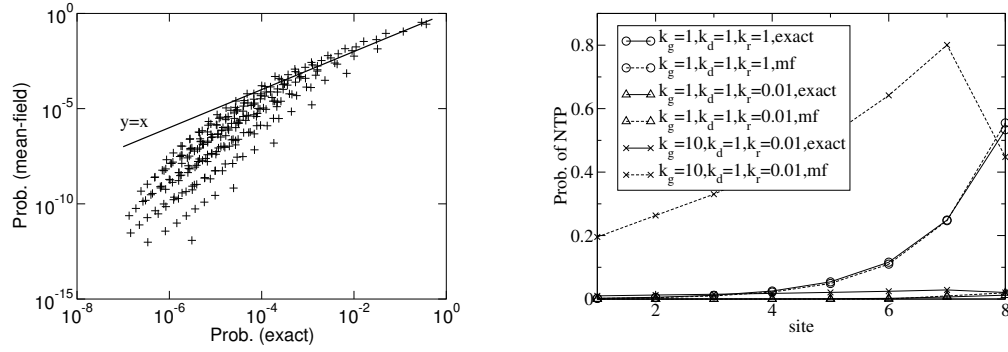 Prob. (mean-field)
10^0
10^-5
10^-10
10^-15
y=x
10^-8
10^-6
10^-4
10^-2
10^0
Prob. (exact)
Prob. of NTP
0.8
0.6
0.4
0.2
0
k_g=1,k_d=1,k_r=1,exact
k_g=1,k_d=1,k_r=1,mf
k_g=1,k_d=1,k_r=0.01,exact
k_g=1,k_d=1,k_r=0.01,mf
k_g=10,k_d=1,k_r=0.01,exact
k_g=10,k_d=1,k_r=0.01,mf
2
4
6
8
site